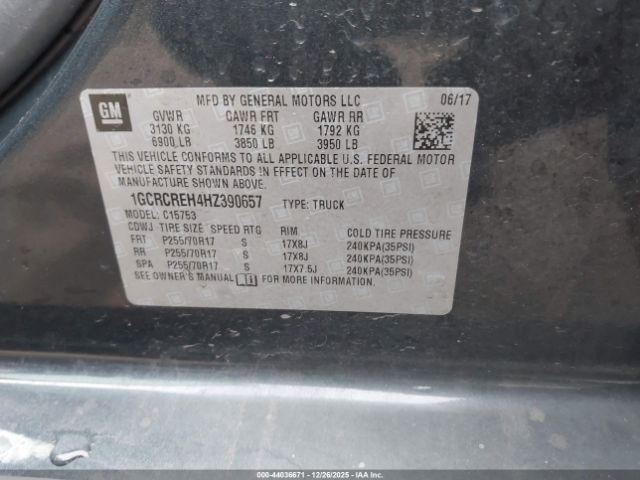 GM
MFD BY GENERAL MOTORS LLC 06/17
GVWR GAWR FRT GAWR RR
3130 KG 1746 KG 1792 KG
6900 LB 3850 LB 3950 LB
THIS VEHICLE CONFORMS TO ALL APPLICABLE U.S. FEDERAL MOTOR
VEHICLE SAFETY STANDARDS IN EFFECT ON THE DATE OF
MANUFACTURE SHOWN ABOVE.
1GCRCREH4HZ390657 TYPE: TRUCK
MODEL: C15753
CDWJ TIRE SIZE SPEED RTG RIM COLD TIRE PRESSURE
FRT P255/70R17 S 17X8J 240KPA(35PSI)
RR P255/70R17 S 17X8J 240KPA(35PSI)
SPA P255/70R17 S 17X7.5J 240KPA(35PSI)
SEE OWNER'S MANUAL FOR MORE INFORMATION.
000-44036671 - 12/26/2025 - IAAI.COM